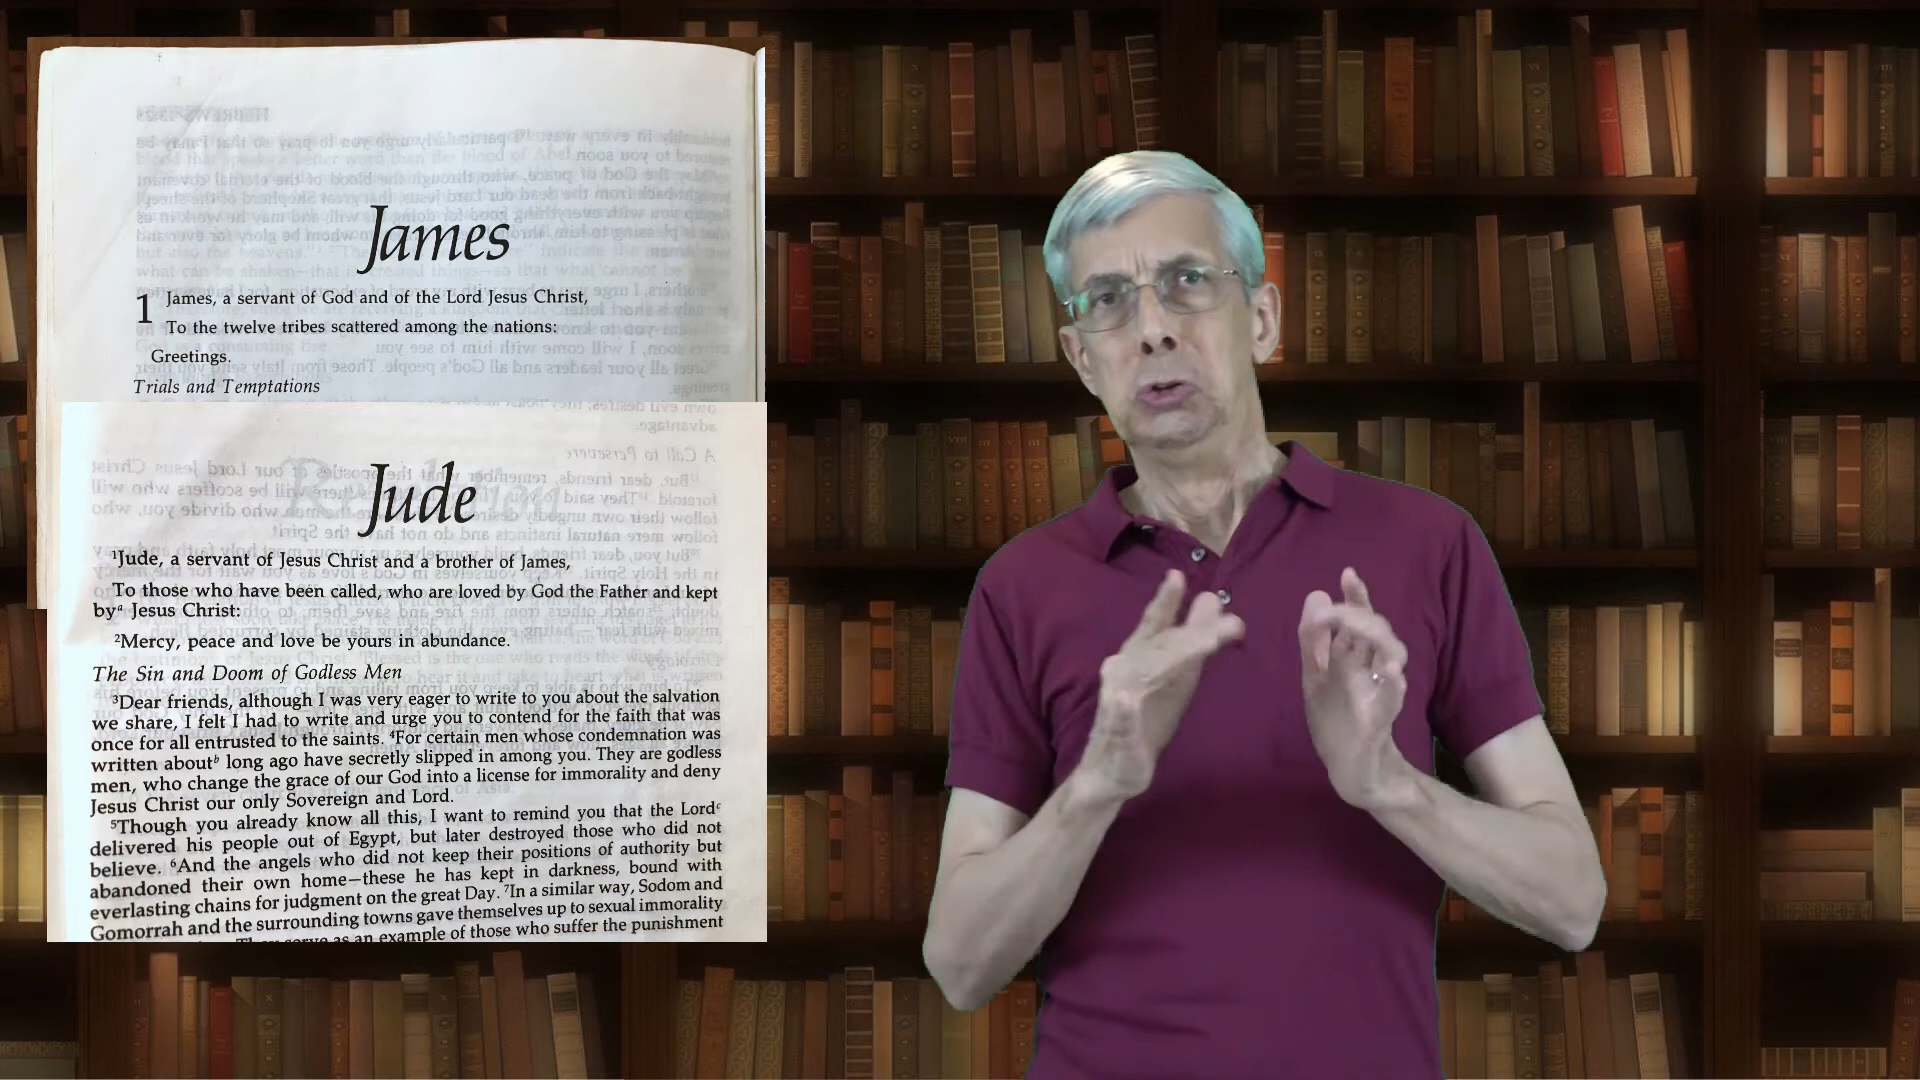 James
1 James, a servant of God and of the Lord Jesus Christ,
To the twelve tribes scattered among the nations:
Greetings.
Trials and Temptations
Jude
¹Jude, a servant of Jesus Christ and a brother of James,
To those who have been called, who are loved by God the Father and kept
byᵃ Jesus Christ:
²Mercy, peace and love be yours in abundance.
The Sin and Doom of Godless Men
³Dear friends, although I was very eager to write to you about the salvation
we share, I felt I had to write and urge you to contend for the faith that was
once for all entrusted to the saints. ⁴For certain men whose condemnation was
written aboutᵇ long ago have secretly slipped in among you. They are godless
men, who change the grace of our God into a license for immorality and deny
Jesus Christ our only Sovereign and Lord.
⁵Though you already know all this, I want to remind you that the Lordᶜ
delivered his people out of Egypt, but later destroyed those who did not
believe. ⁶And the angels who did not keep their positions of authority but
abandoned their own home—these he has kept in darkness, bound with
everlasting chains for judgment on the great Day. ⁷In a similar way, Sodom and
Gomorrah and the surrounding towns gave themselves up to sexual immorality
They serve as an example of those who suffer the punishment